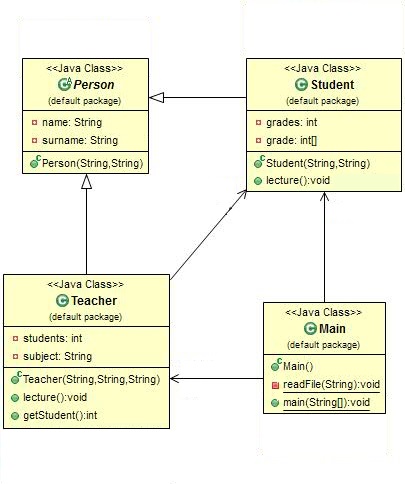 <<Java Class>>
Person
(default package)
name: String
surname: String
Person(String,String)
<<Java Class>>
Student
(default package)
grades: int
grade: int[]
Student(String,String)
lecture():void
<<Java Class>>
Teacher
(default package)
students: int
subject: String
Teacher(String,String,String)
lecture():void
getStudent():int
<<Java Class>>
Main
(default package)
Main()
readFile(String):void
main(String[]):void